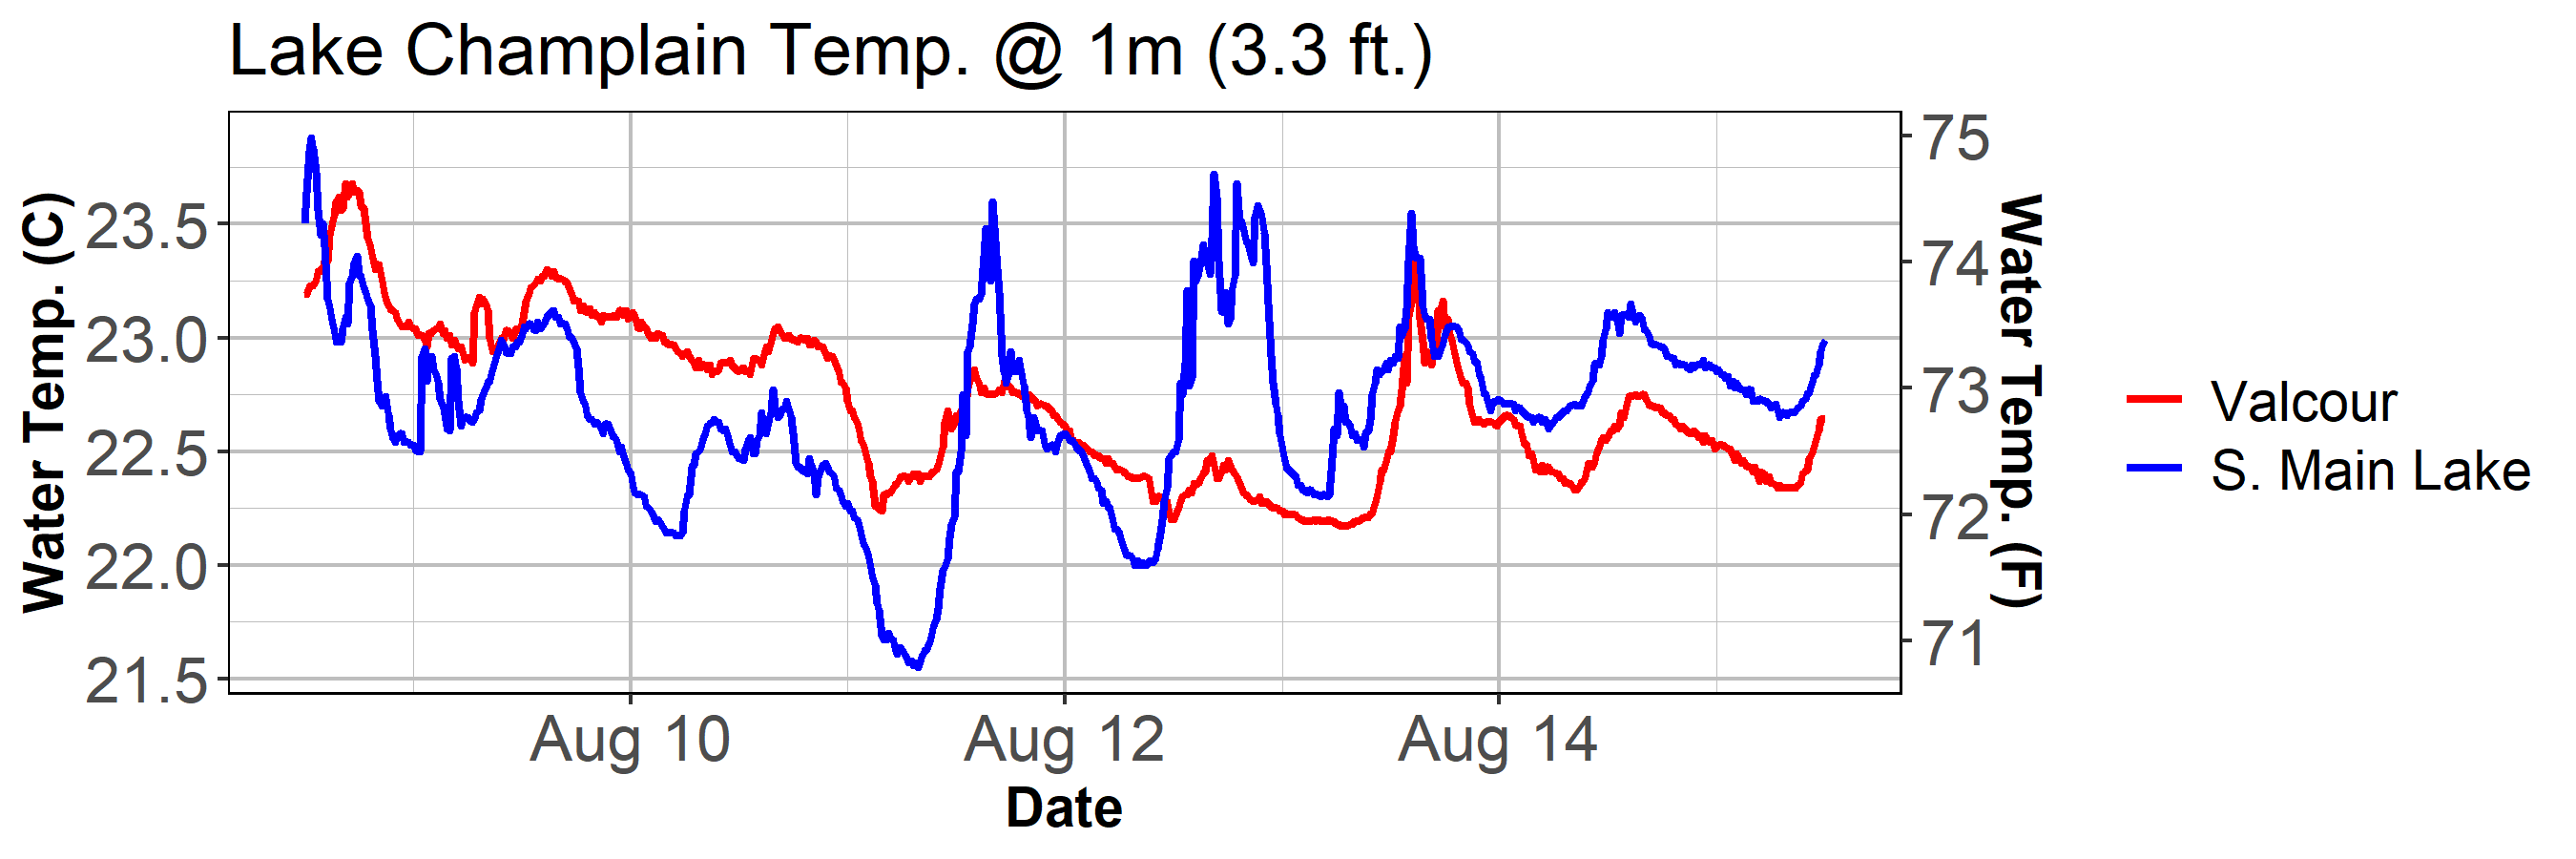 Lake Champlain Temp. @ 1m (3.3 ft.)
Water Temp. (C)
23.5
23.0
22.5
22.0
21.5
75
74
73
72
71
Water Temp. (F)
Aug 10
Aug 12
Aug 14
Date
Valcour
S. Main Lake